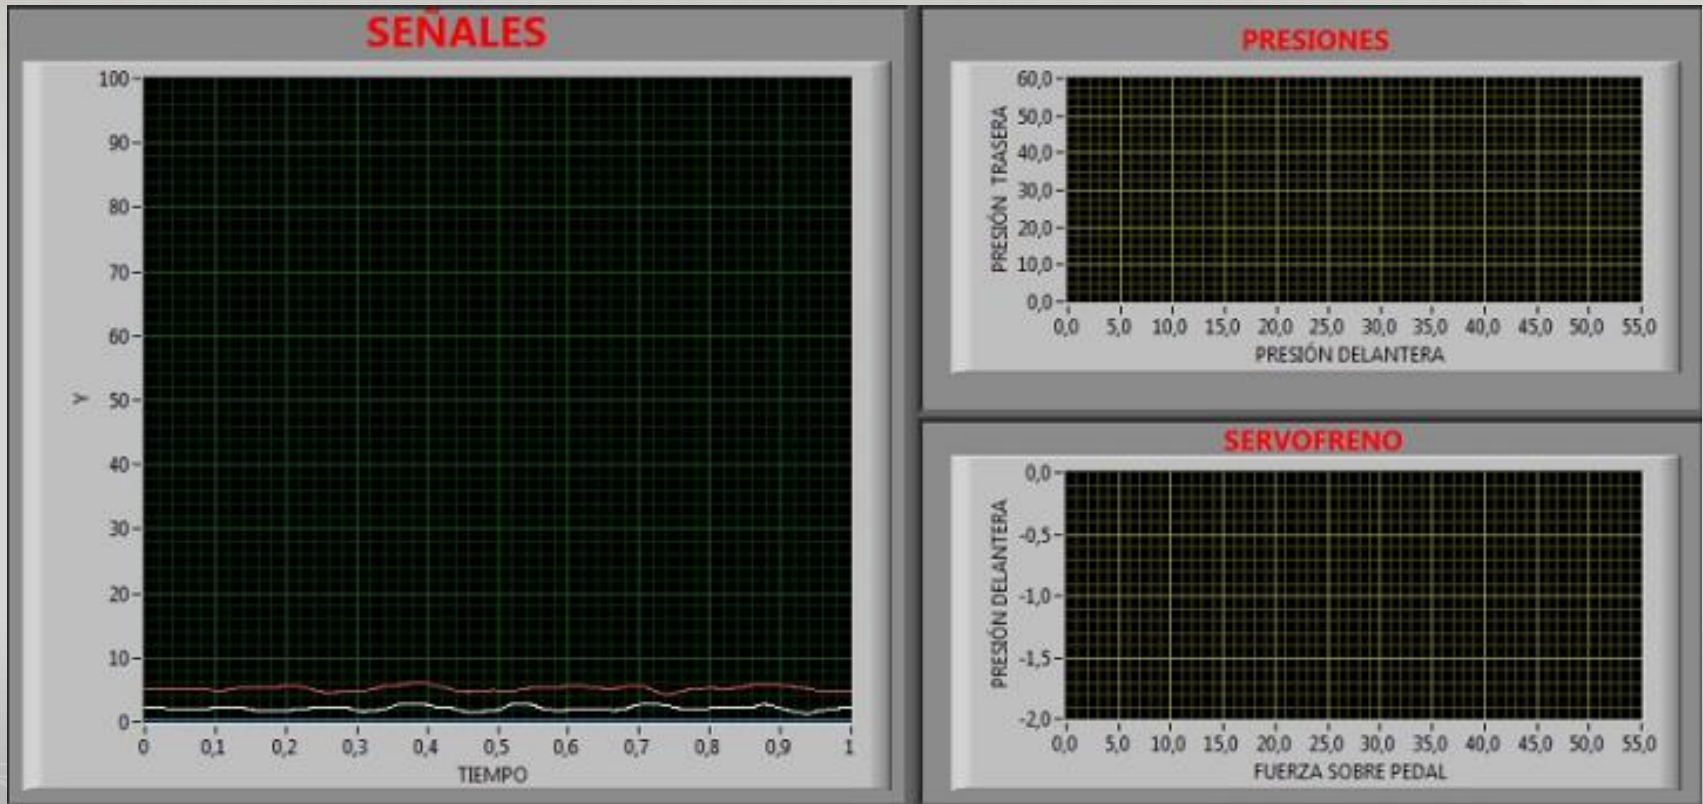 SEÑALES
100
90
80
70
60
50
40
30
20
10
0
Y
0 0,1 0,2 0,3 0,4 0,5 0,6 0,7 0,8 0,9 1
TIEMPO
PRESIONES
60,0
50,0
40,0
30,0
20,0
10,0
0,0
PRESIÓN TRASERA
0,0 5,0 10,0 15,0 20,0 25,0 30,0 35,0 40,0 45,0 50,0 55,0
PRESIÓN DELANTERA
SERVOFRENO
0,0
-0,5
-1,0
-1,5
-2,0
PRESIÓN DELANTERA
0,0 5,0 10,0 15,0 20,0 25,0 30,0 35,0 40,0 45,0 50,0 55,0
FUERZA SOBRE PEDAL